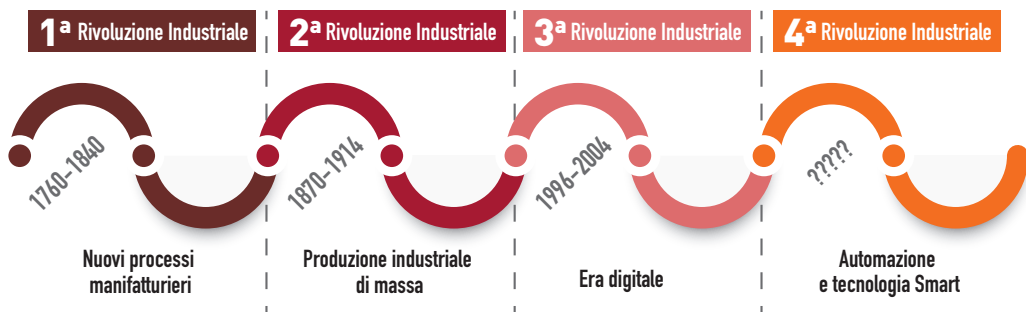 1ª Rivoluzione Industriale
2ª Rivoluzione Industriale
3ª Rivoluzione Industriale
4ª Rivoluzione Industriale
1760-1840
1870-1914
1996-2004
?????
Nuovi processi
manifatturieri
Produzione industriale
di massa
Era digitale
Automazione
e tecnologia Smart